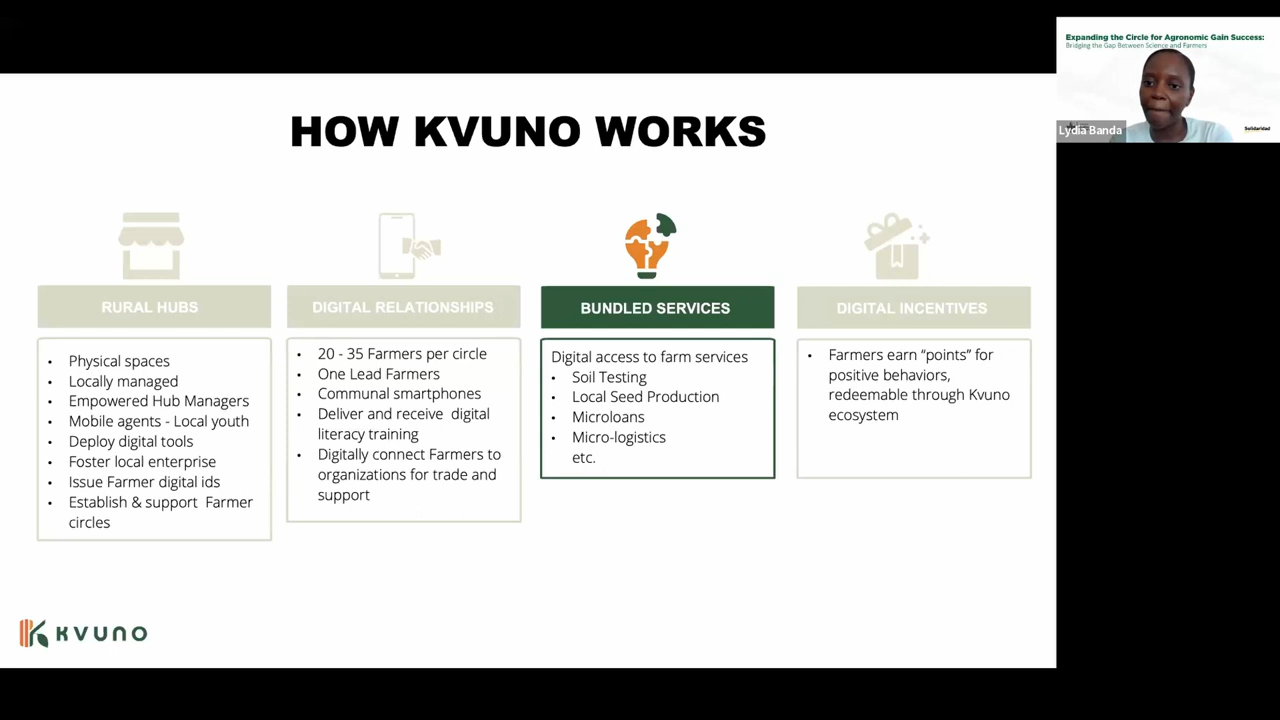 Expanding the Circle for Agronomic Gain Success:
Bridging the Gap Between Science and Farmers
Lydia Banda
Solidaridad
HOW KVUNO WORKS
RURAL HUBS
• Physical spaces
• Locally managed
• Empowered Hub Managers
• Mobile agents - Local youth
• Deploy digital tools
• Foster local enterprise
• Issue Farmer digital ids
• Establish & support Farmer
circles
DIGITAL RELATIONSHIPS
• 20 - 35 Farmers per circle
• One Lead Farmers
• Communal smartphones
• Deliver and receive digital
literacy training
• Digitally connect Farmers to
organizations for trade and
support
BUNDLED SERVICES
Digital access to farm services
• Soil Testing
• Local Seed Production
• Microloans
• Micro-logistics
etc.
DIGITAL INCENTIVES
• Farmers earn “points” for
positive behaviors,
redeemable through Kvuno
ecosystem
KVUNO